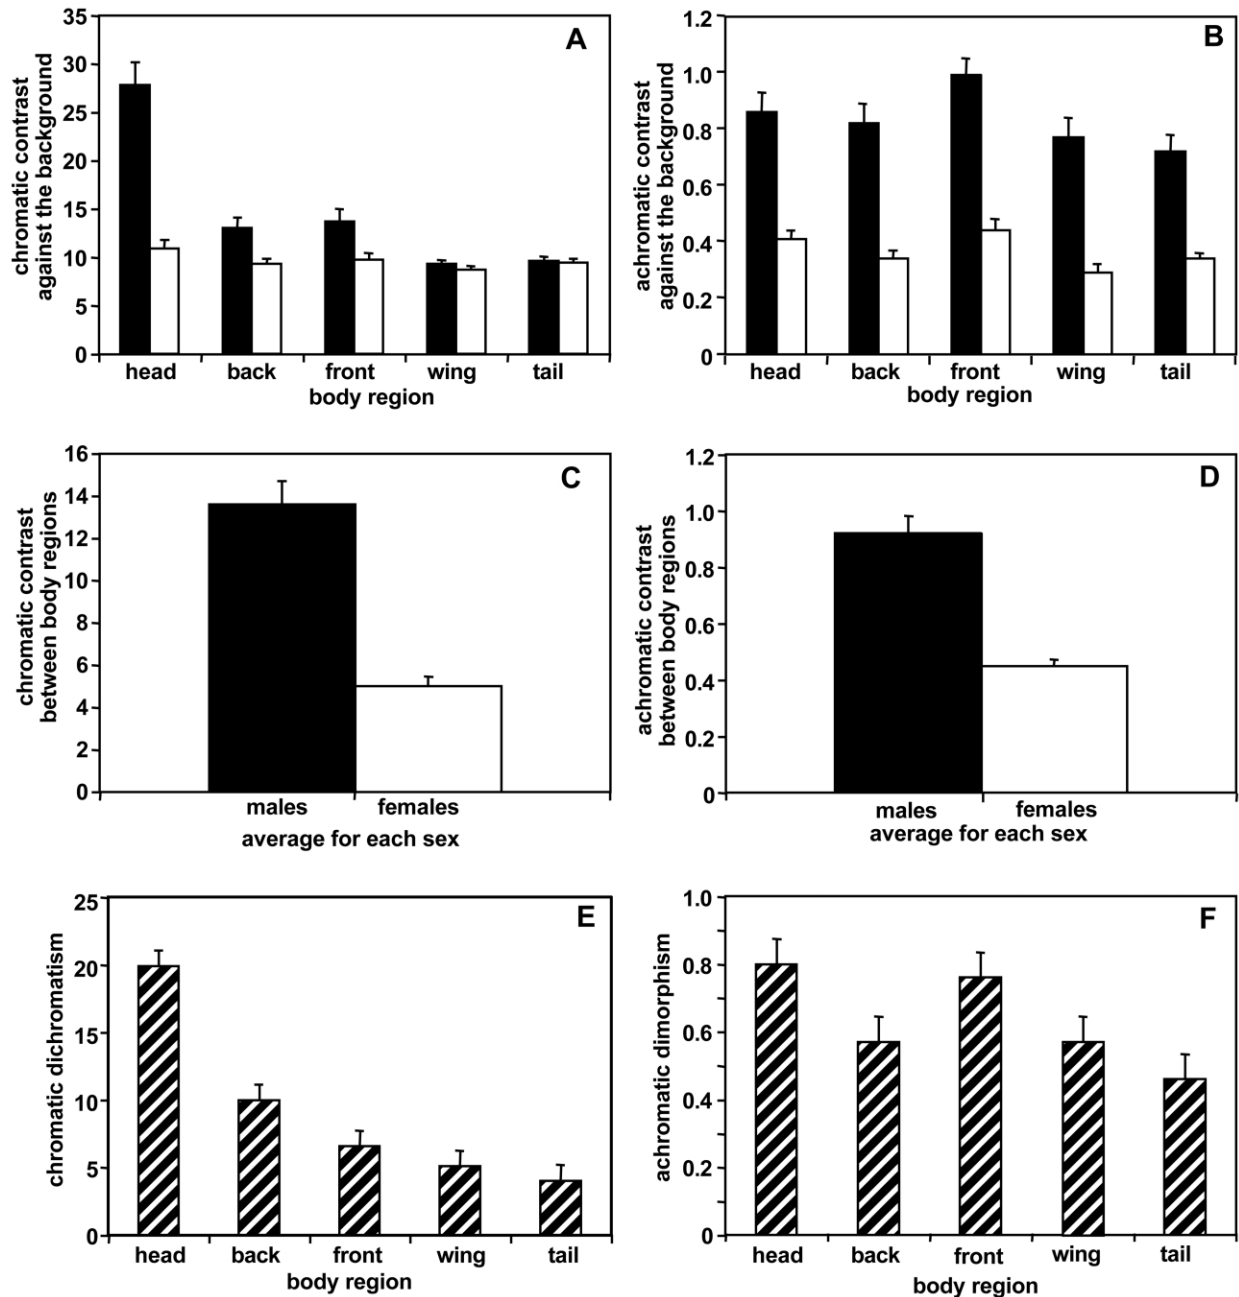 A
chromatic contrast
against the background
35
30
25
20
15
10
5
0
head back front wing tail
body region
B
achromatic contrast
against the background
1.2
1.0
0.8
0.6
0.4
0.2
0
head back front wing tail
body region
C
chromatic contrast
between body regions
16
14
12
10
8
6
4
2
0
males females
average for each sex
D
achromatic contrast
between body regions
1.2
1.0
0.8
0.6
0.4
0.2
0
males females
average for each sex
E
chromatic dichromatism
25
20
15
10
5
0
head back front wing tail
body region
F
achromatic dimorphism
1.0
0.8
0.6
0.4
0.2
0
head back front wing tail
body region